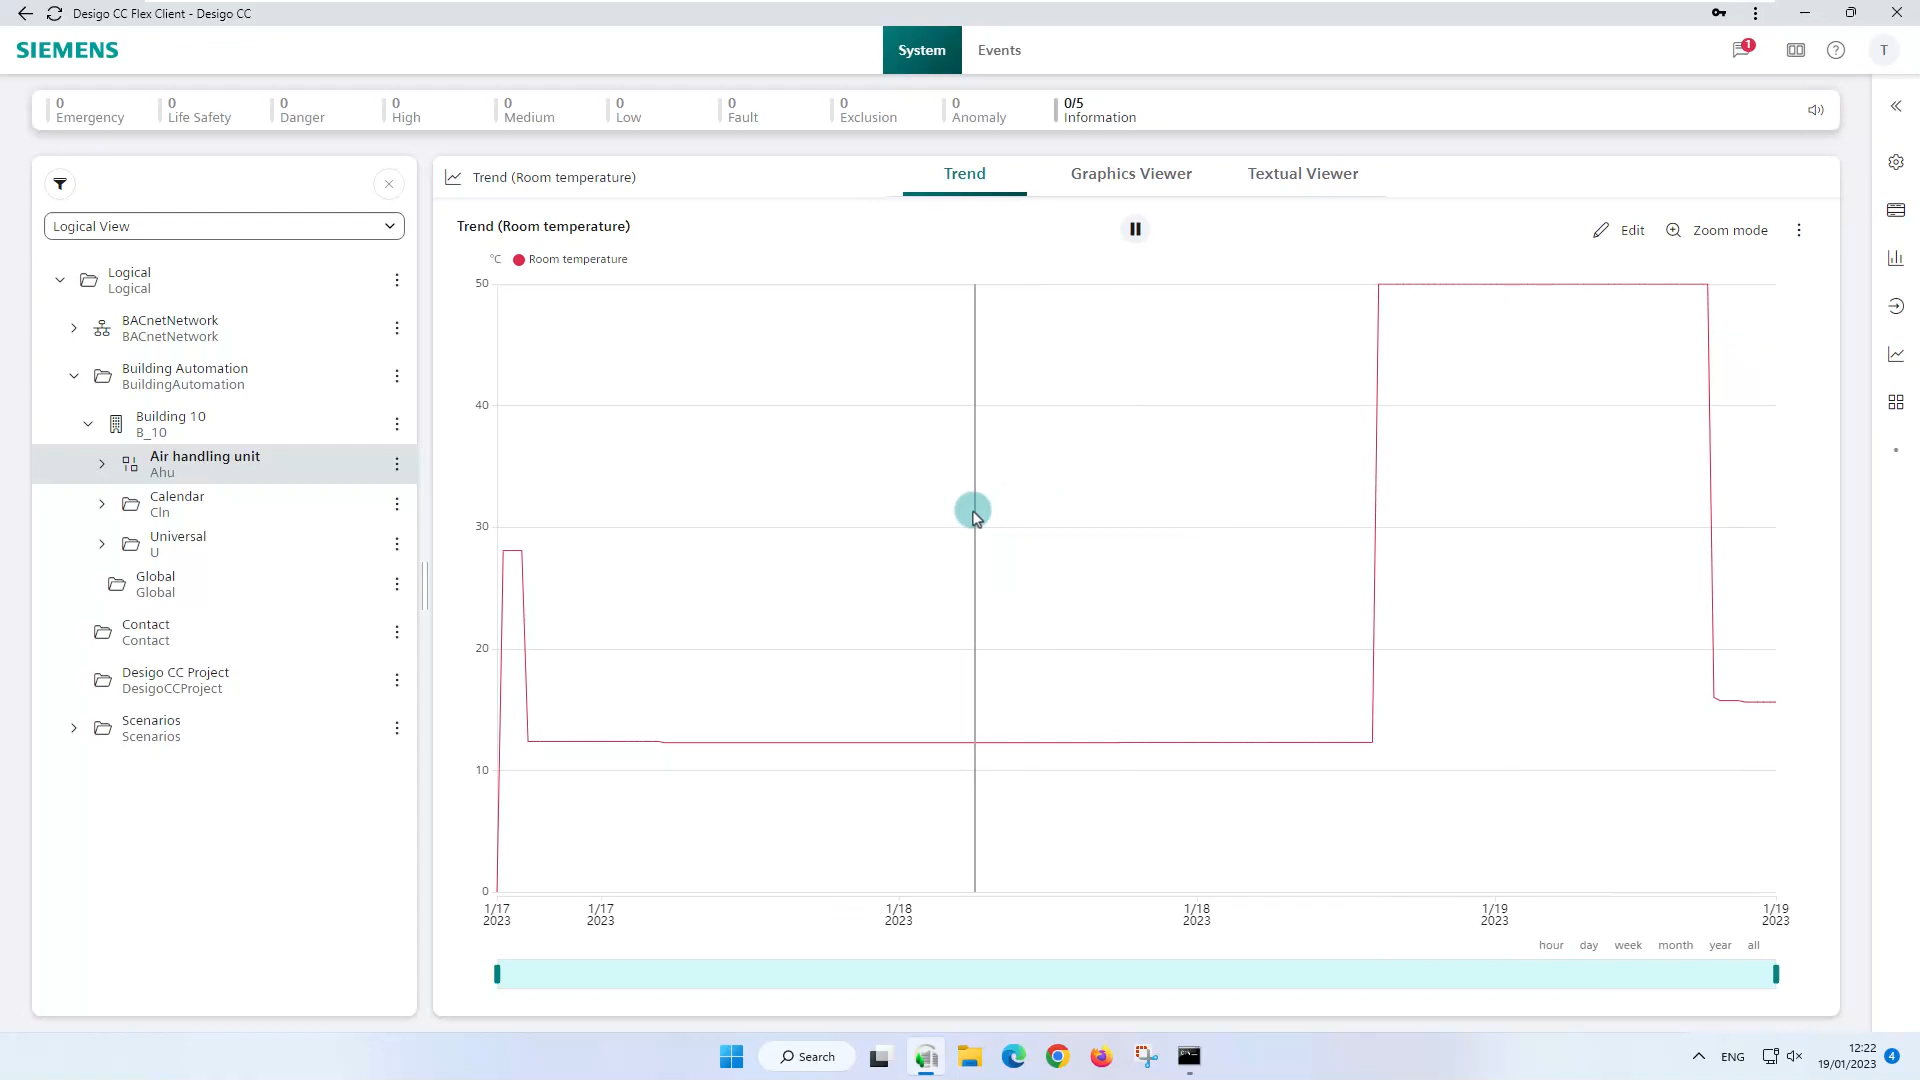 Desigo CC Flex Client - Desigo CC
SIEMENS
System
Events
1
T
0
Emergency
0
Life Safety
0
Danger
0
High
0
Medium
0
Low
0
Fault
0
Exclusion
0
Anomaly
0/5
Information
Logical View
Logical
Logical
BACnetNetwork
BACnetNetwork
Building Automation
BuildingAutomation
Building 10
B_10
Air handling unit
Ahu
Calendar
Cln
Universal
U
Global
Global
Contact
Contact
Desigo CC Project
DesigoCCProject
Scenarios
Scenarios
Trend (Room temperature)
Trend
Graphics Viewer
Textual Viewer
Trend (Room temperature)
Edit
Zoom mode
°C
Room temperature
50
40
30
20
10
0
1/17
2023
1/17
2023
1/18
2023
1/18
2023
1/19
2023
1/19
2023
hour day week month year all
Search
ENG
12:22
19/01/2023
4